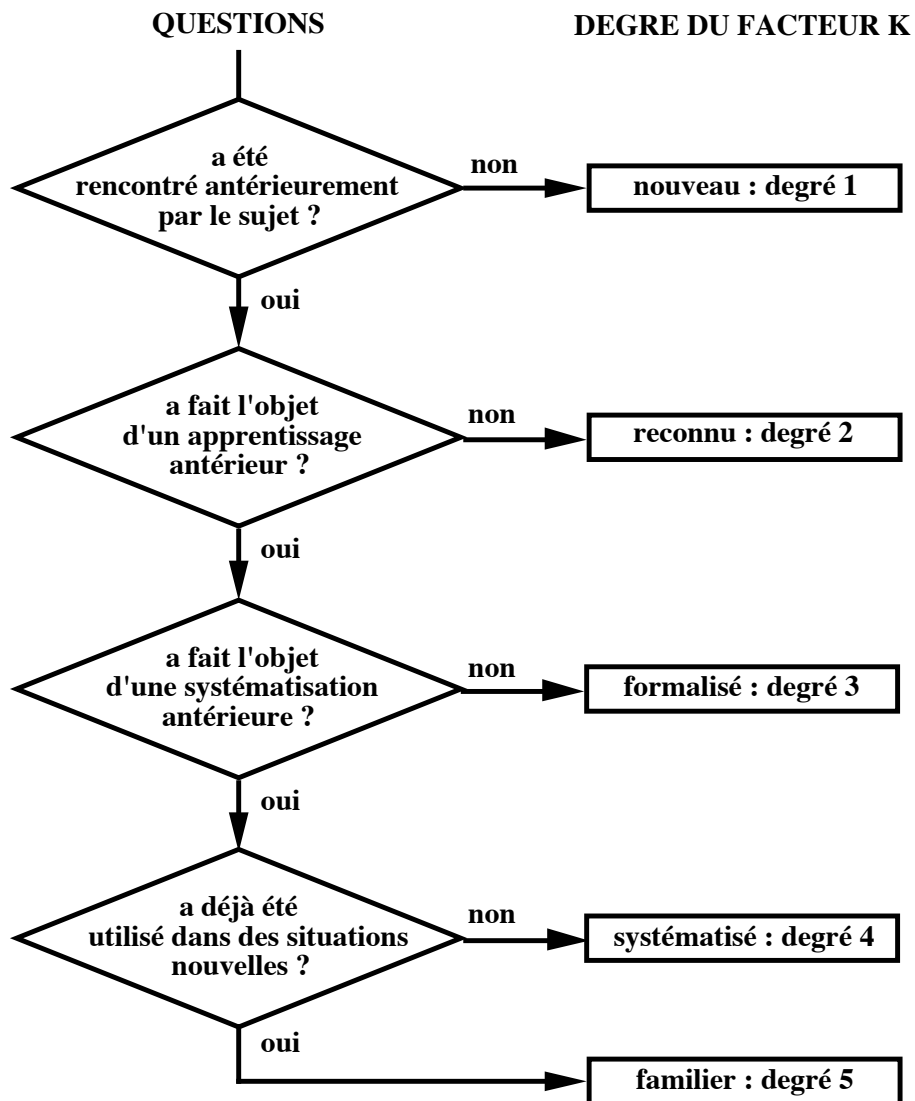 QUESTIONS
DEGRE DU FACTEUR K
a été
rencontré antérieurement
par le sujet ?
non
nouveau : degré 1
oui
a fait l'objet
d'un apprentissage
antérieur ?
non
reconnu : degré 2
oui
a fait l'objet
d'une systématisation
antérieure ?
non
formalisé : degré 3
oui
a déjà été
utilisé dans des situations
nouvelles ?
non
systématisé : degré 4
oui
familier : degré 5